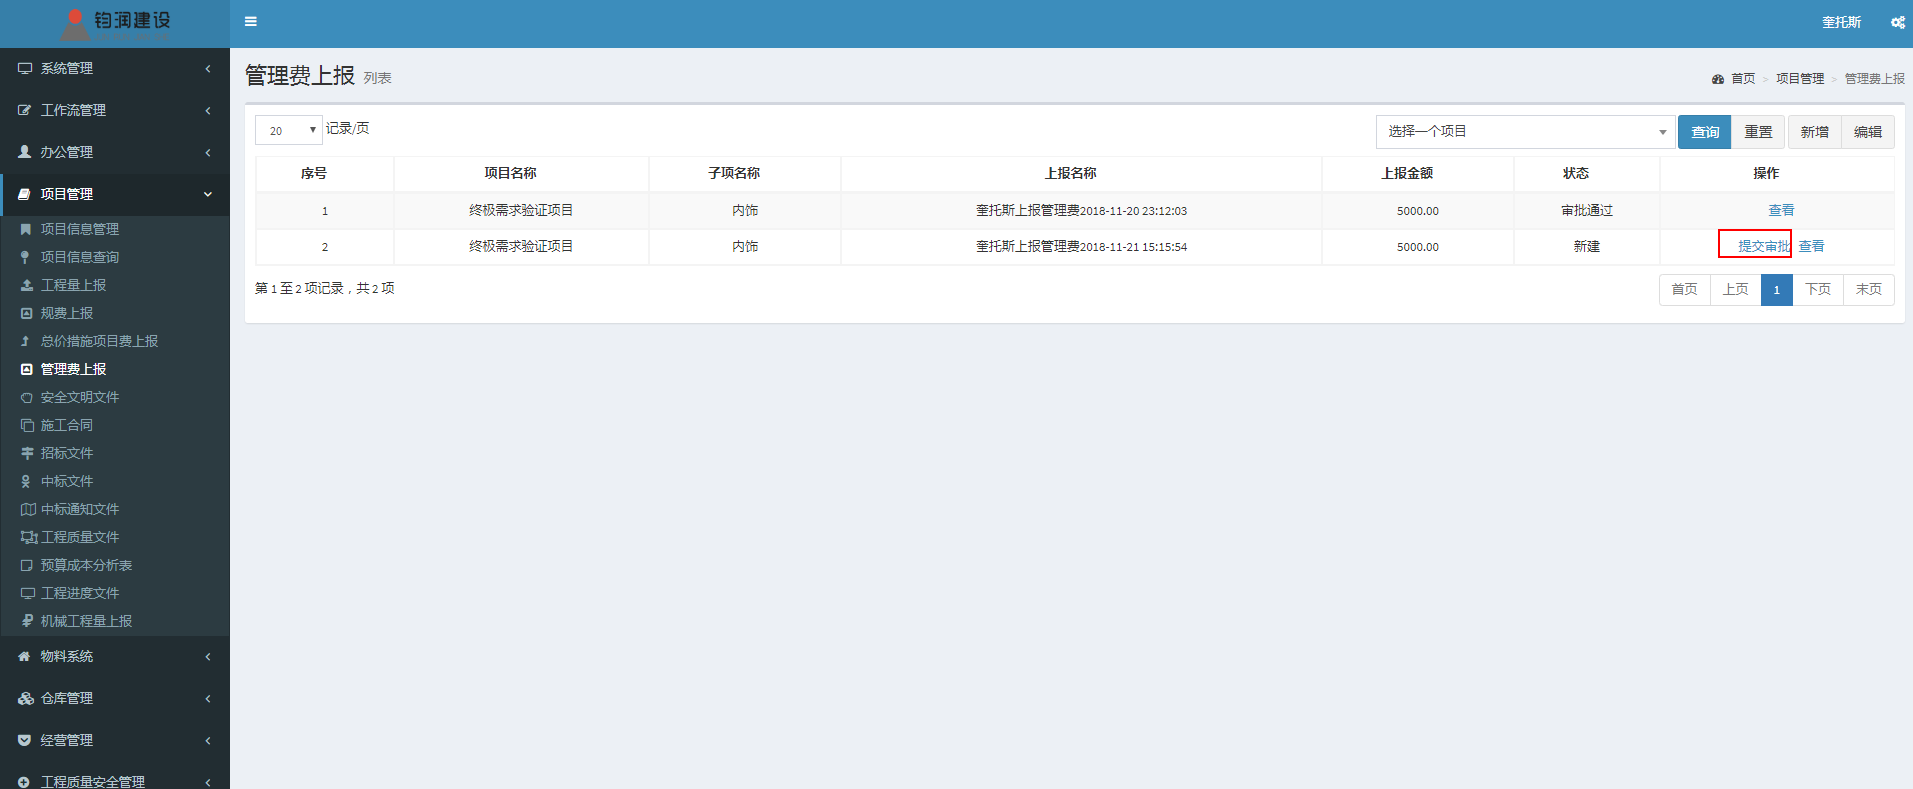 钧润建设
奎托斯
系统管理
工作流管理
办公管理
项目管理
项目信息管理
项目信息查询
工程量上报
规费上报
总价措施项目费上报
管理费上报
安全文明文件
施工合同
招标文件
中标文件
中标通知文件
工程质量文件
预算成本分析表
工程进度文件
机械工程量上报
物料系统
仓库管理
经营管理
工程质量安全管理
管理费上报 列表
首页 > 项目管理 > 管理费上报
20 记录/页
选择一个项目 查询 重置 新增 编辑
序号 项目名称 子项名称 上报名称 上报金额 状态 操作
1 终极需求验证项目 内饰 奎托斯上报管理费2018-11-20 23:12:03 5000.00 审批通过 查看
2 终极需求验证项目 内饰 奎托斯上报管理费2018-11-21 15:15:54 5000.00 新建 提交审批 查看
第 1 至 2 项记录，共 2 项
首页 上页 1 下页 末页